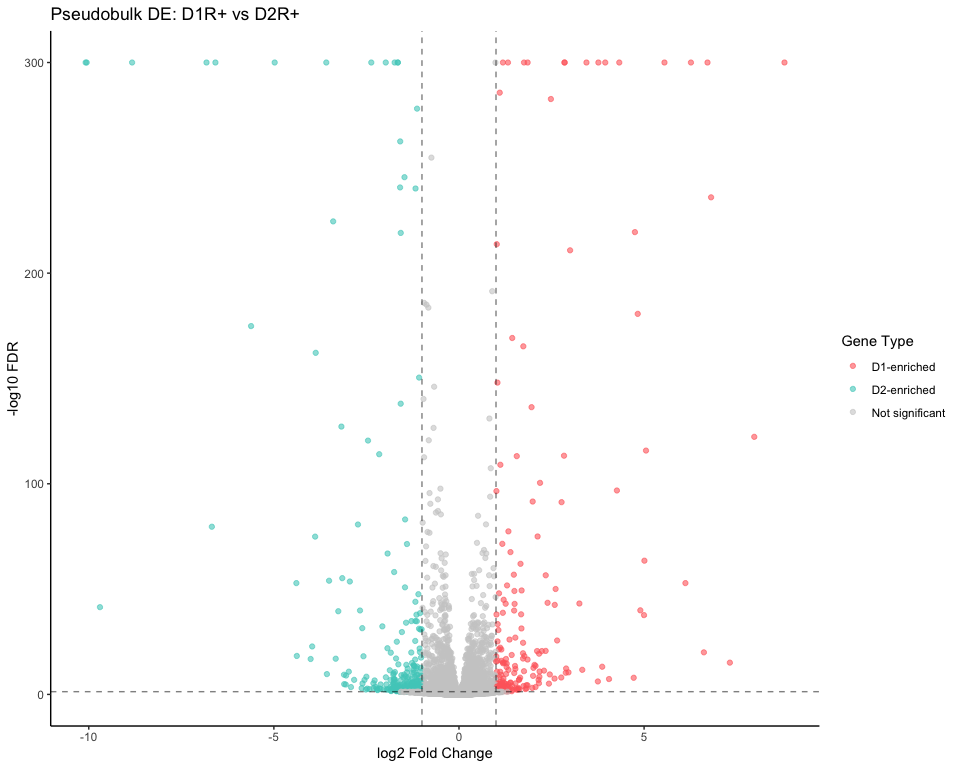 Pseudobulk DE: D1R+ vs D2R+
300
200
100
0
-log10 FDR
-10
-5
0
5
log2 Fold Change
Gene Type
D1-enriched
D2-enriched
Not significant